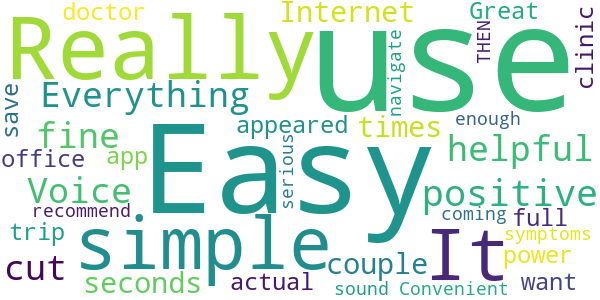 doctor
Internet
Great
Really
use
clinic
THEN
navigate
save
Everything
appeared
times
enough
fine
Easy
serious
helpful
office
app
Voice
positive
recommend
coming
full
trip
simple
It
symptoms
cut
couple
power
seconds
actual
sound
Convenient
want